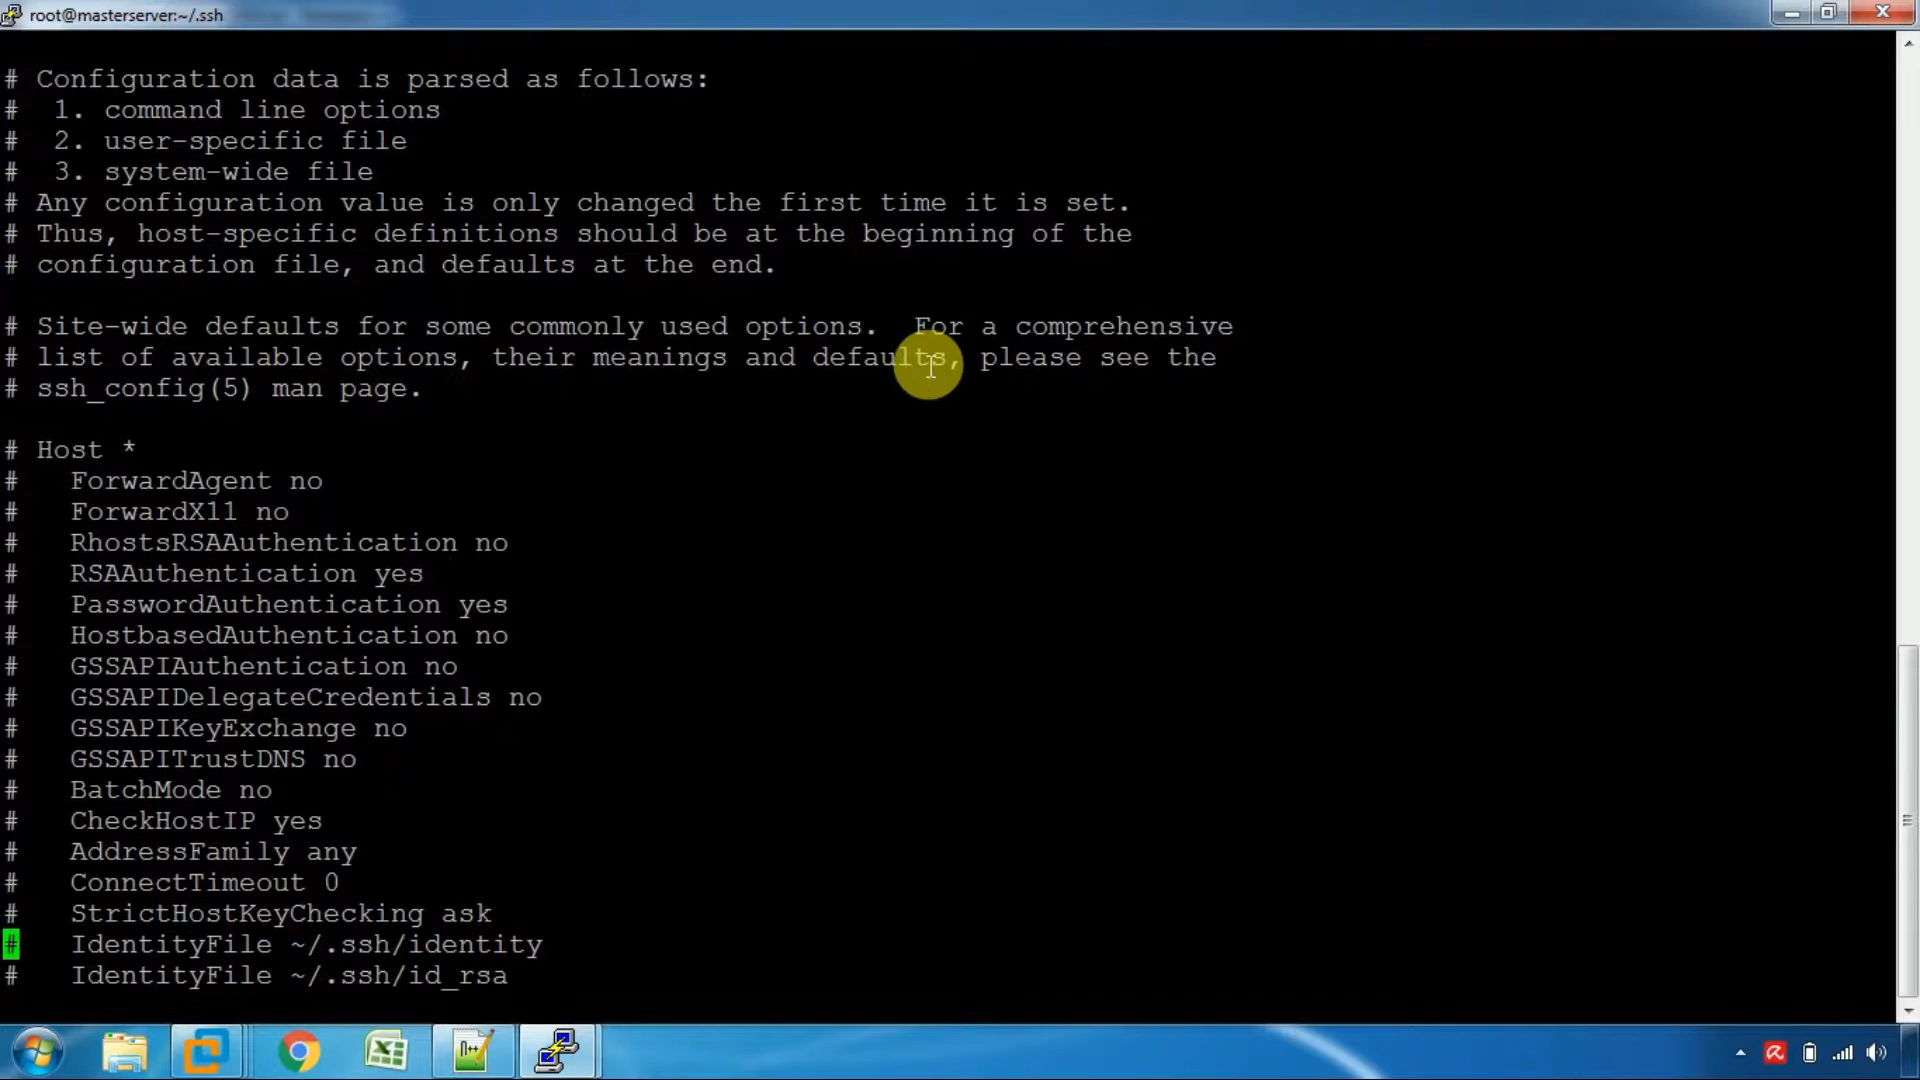 root@masterserver:~/.ssh
# Configuration data is parsed as follows:
#  1. command line options
#  2. user-specific file
#  3. system-wide file
# Any configuration value is only changed the first time it is set.
# Thus, host-specific definitions should be at the beginning of the
# configuration file, and defaults at the end.
# Site-wide defaults for some commonly used options.  For a comprehensive
# list of available options, their meanings and defaults, please see the
# ssh_config(5) man page.
# Host *
#   ForwardAgent no
#   ForwardX11 no
#   RhostsRSAAuthentication no
#   RSAAuthentication yes
#   PasswordAuthentication yes
#   HostbasedAuthentication no
#   GSSAPIAuthentication no
#   GSSAPIDelegateCredentials no
#   GSSAPIKeyExchange no
#   GSSAPITrustDNS no
#   BatchMode no
#   CheckHostIP yes
#   AddressFamily any
#   ConnectTimeout 0
#   StrictHostKeyChecking ask
#   IdentityFile ~/.ssh/identity
#   IdentityFile ~/.ssh/id_rsa